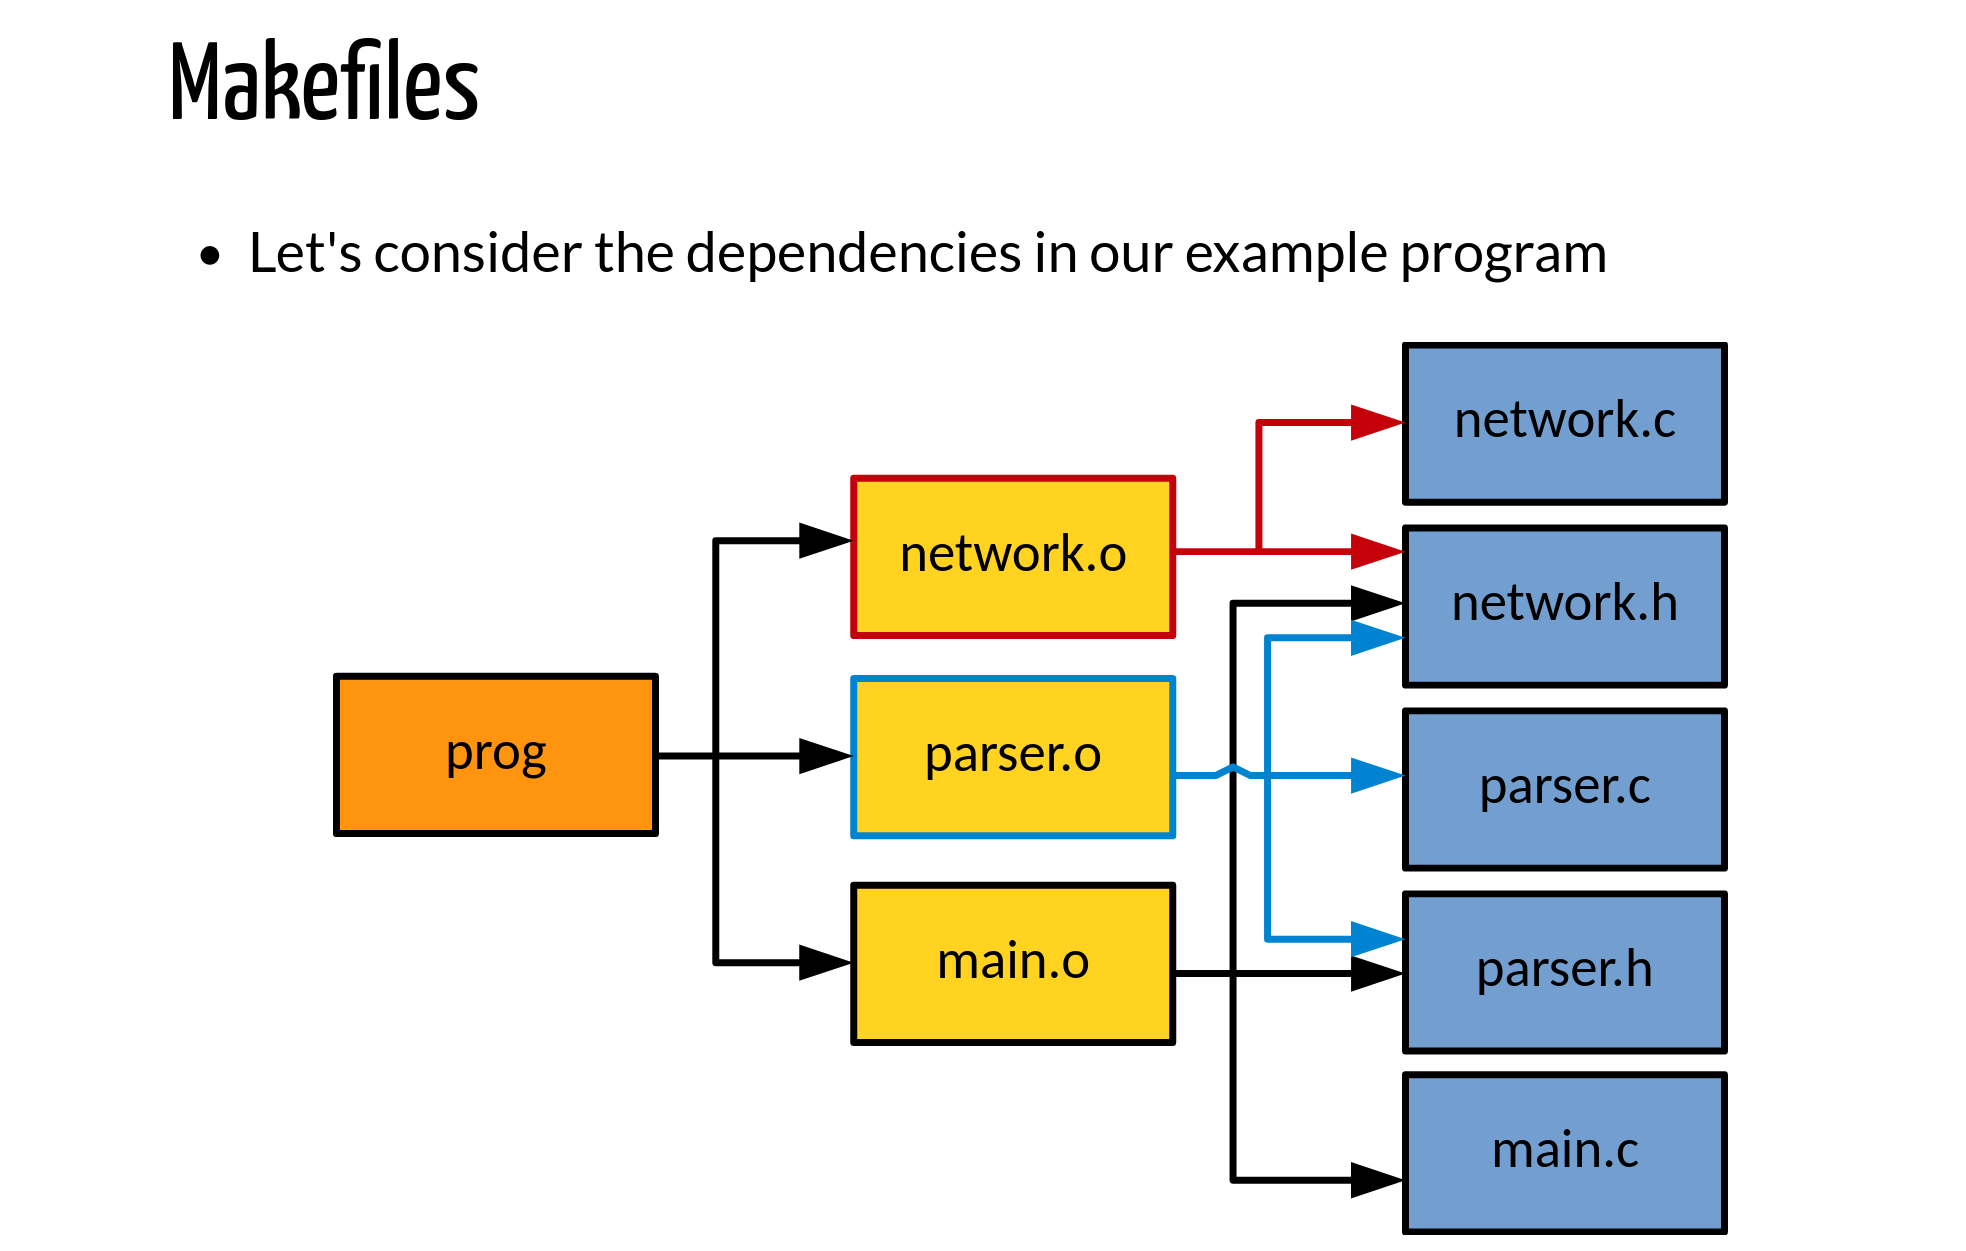 Makefiles
• Let's consider the dependencies in our example program
network.c
network.o
network.h
prog
parser.o
parser.c
main.o
parser.h
main.c